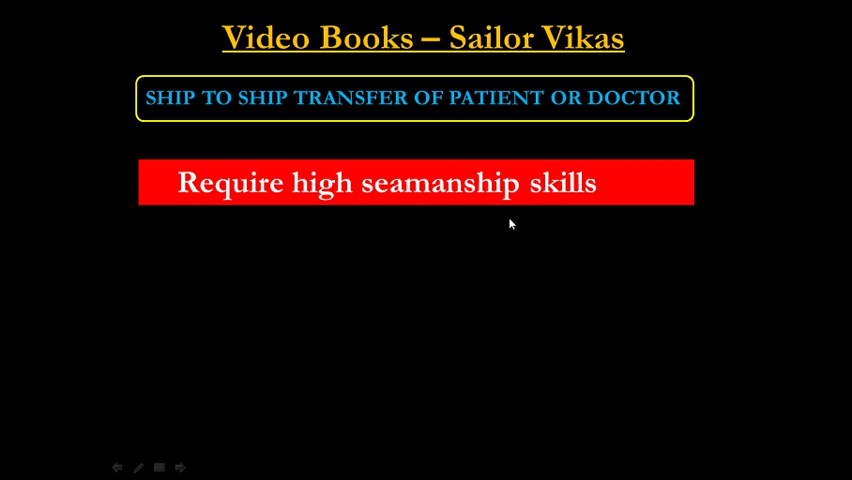 Video Books – Sailor Vikas
SHIP TO SHIP TRANSFER OF PATIENT OR DOCTOR
Require high seamanship skills